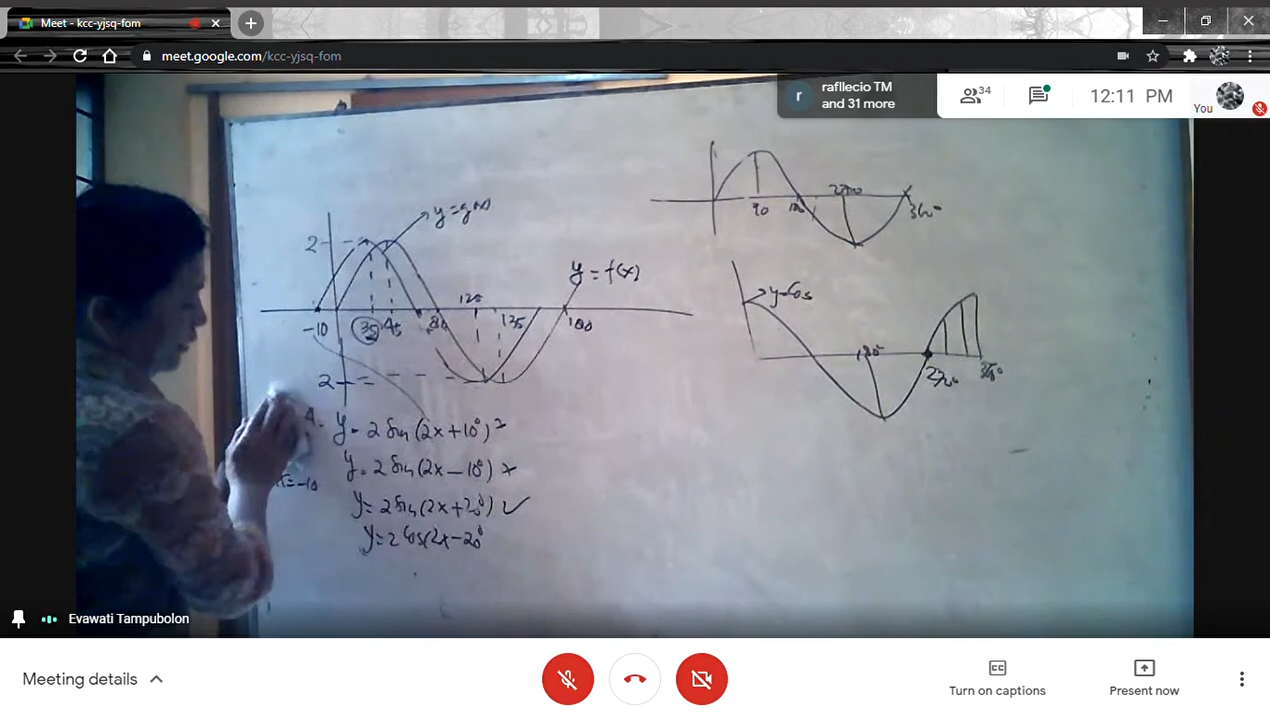 Meet - kcc-yjsq-fom
meet.google.com/kcc-yjsq-fom
r
rafllecio TM
and 31 more
34
12:11 PM
You
y=g(x)
2
y=f(x)
-10
35
45
120
135
180
2
90
180
270
360°
y=Cos
180°
270°
y=2 sin(2x+10°)
y=2 sin(2x-10°) x
x=-10
y=2 sin(2x+20°) ✓
y=2 Cos(2x-20°
Evawati Tampubolon
Meeting details
Turn on captions
Present now